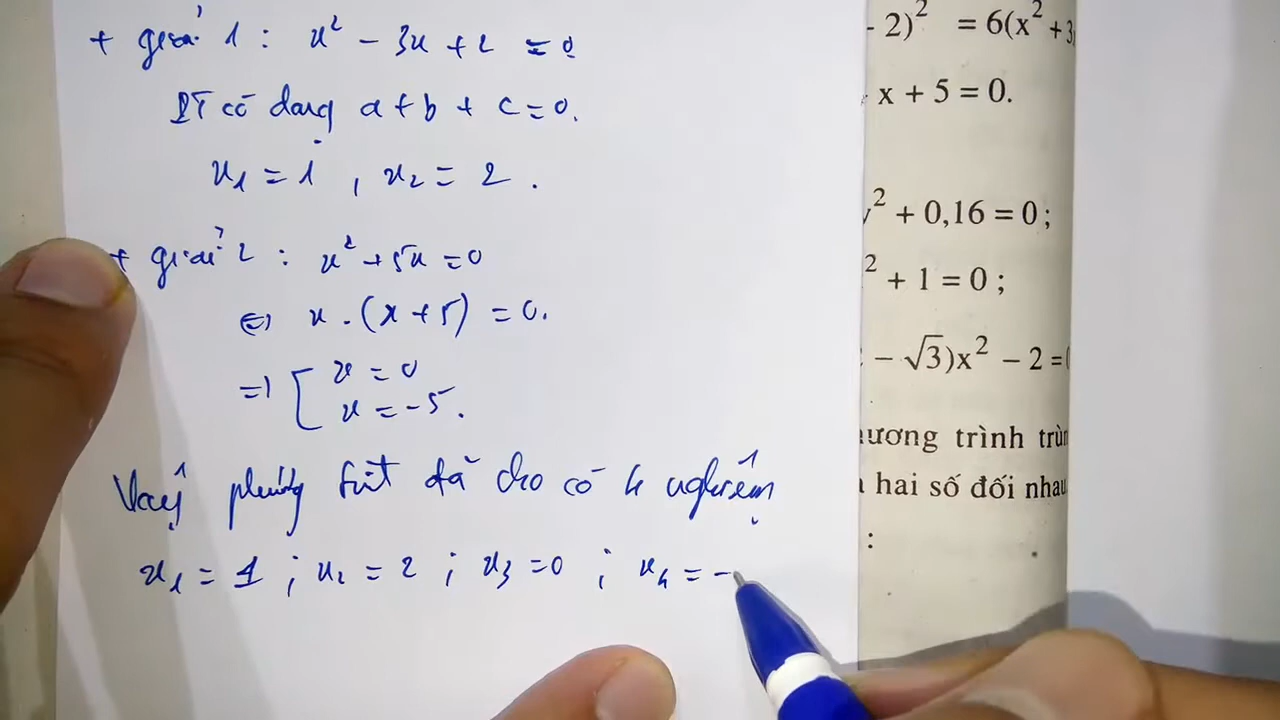 + giải 1 : x² - 3x + 2 = 0
PT có dạng a + b + c = 0.
x₁ = 1 , x₂ = 2 .
+ giải 2 : x² + 5x = 0
⇔ x . (x + 5) = 0.
=> [ x = 0
x = -5 .
Vậy phương trình đã cho có 4 nghiệm
x₁ = 1 ; x₂ = 2 ; x₃ = 0 ; x₄ = -
- 2)² = 6(x² + 3
x + 5 = 0.
² + 0,16 = 0 ;
² + 1 = 0 ;
- √3)x² - 2 =
ương trình trù
hai số đối nhau
: